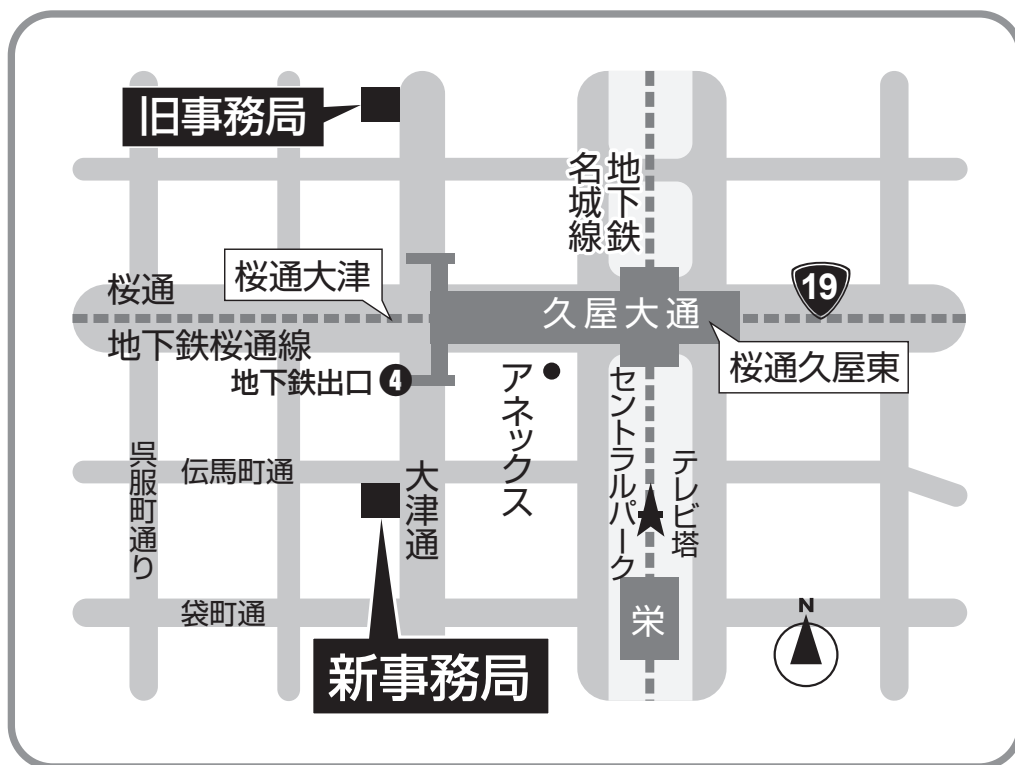 旧事務局
地下鉄
名城線
桜通大津
桜通
久屋大通
19
地下鉄桜通線
桜通久屋東
地下鉄出口4
アネックス
セントラルパーク
テレビ塔
呉服町通り
伝馬町通
大津通
袋町通
栄
N
新事務局